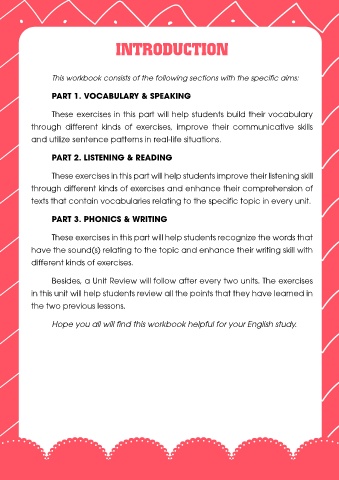 INTRODUCTION
This workbook consists of the following sections with the specific aims:
PART 1. VOCABULARY & SPEAKING
These exercises in this part will help students build their vocabulary
through different kinds of exercises, improve their communicative skills
and utilize sentence patterns in real-life situations.
PART 2. LISTENING & READING
These exercises in this part will help students improve their listening skill
through different kinds of exercises and enhance their comprehension of
texts that contain vocabularies relating to the specific topic in every unit.
PART 3. PHONICS & WRITING
These exercises in this part will help students recognize the words that
have the sound(s) relating to the topic and enhance their writing skill with
different kinds of exercises.
Besides, a Unit Review will follow after every two units. The exercises
in this unit will help students review all the points that they have learned in
the two previous lessons.
Hope you all will find this workbook helpful for your English study.